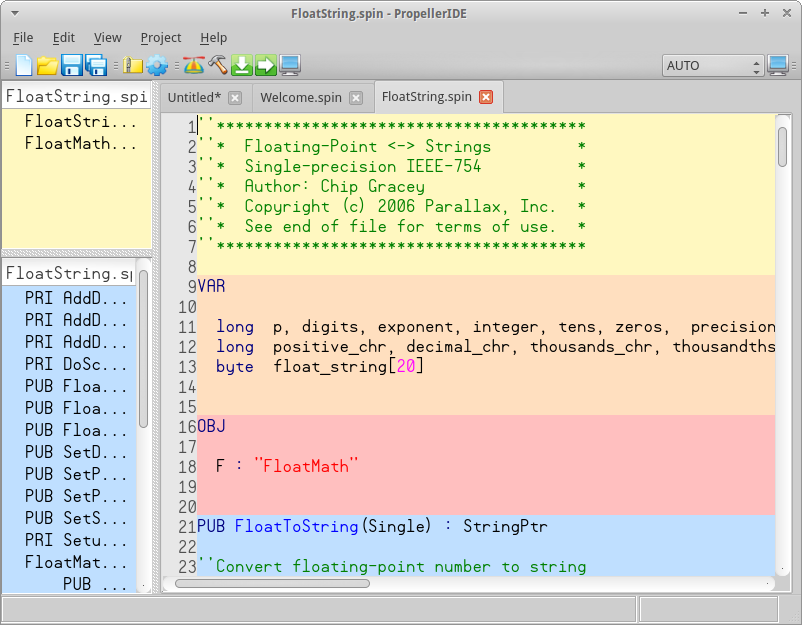 FloatString.spin - PropellerIDE
File Edit View Project Help
AUTO
FloatString.spi
FloatStri...
FloatMath...
FloatString.sp
PRI AddD...
PRI AddD...
PRI AddD...
PRI DoSc...
PUB Floa...
PUB Floa...
PUB Floa...
PUB SetD...
PUB SetP...
PUB SetP...
PUB SetS...
PRI Setu...
FloatMat...
PUB ...
Untitled* Welcome.spin FloatString.spin
1 ''***************************************
2 ''*  Floating-Point <-> Strings         *
3 ''*  Single-precision IEEE-754          *
4 ''*  Author: Chip Gracey                *
5 ''*  Copyright (c) 2006 Parallax, Inc.  *
6 ''*  See end of file for terms of use.  *
7 ''***************************************
8
9 VAR
10
11   long  p, digits, exponent, integer, tens, zeros,  precision
12   long  positive_chr, decimal_chr, thousands_chr, thousandths
13   byte  float_string[20]
14
15
16 OBJ
17
18   F : "FloatMath"
19
20
21 PUB FloatToString(Single) : StringPtr
22
23 ''Convert floating-point number to string